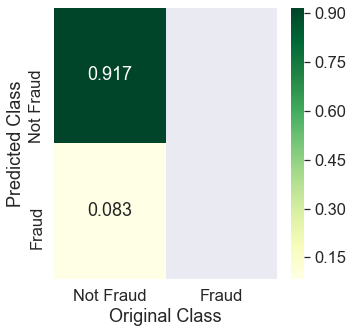 Predicted Class
Not Fraud
Fraud
0.917
0.083
Not Fraud
Fraud
Original Class
0.90
0.75
0.60
0.45
0.30
0.15